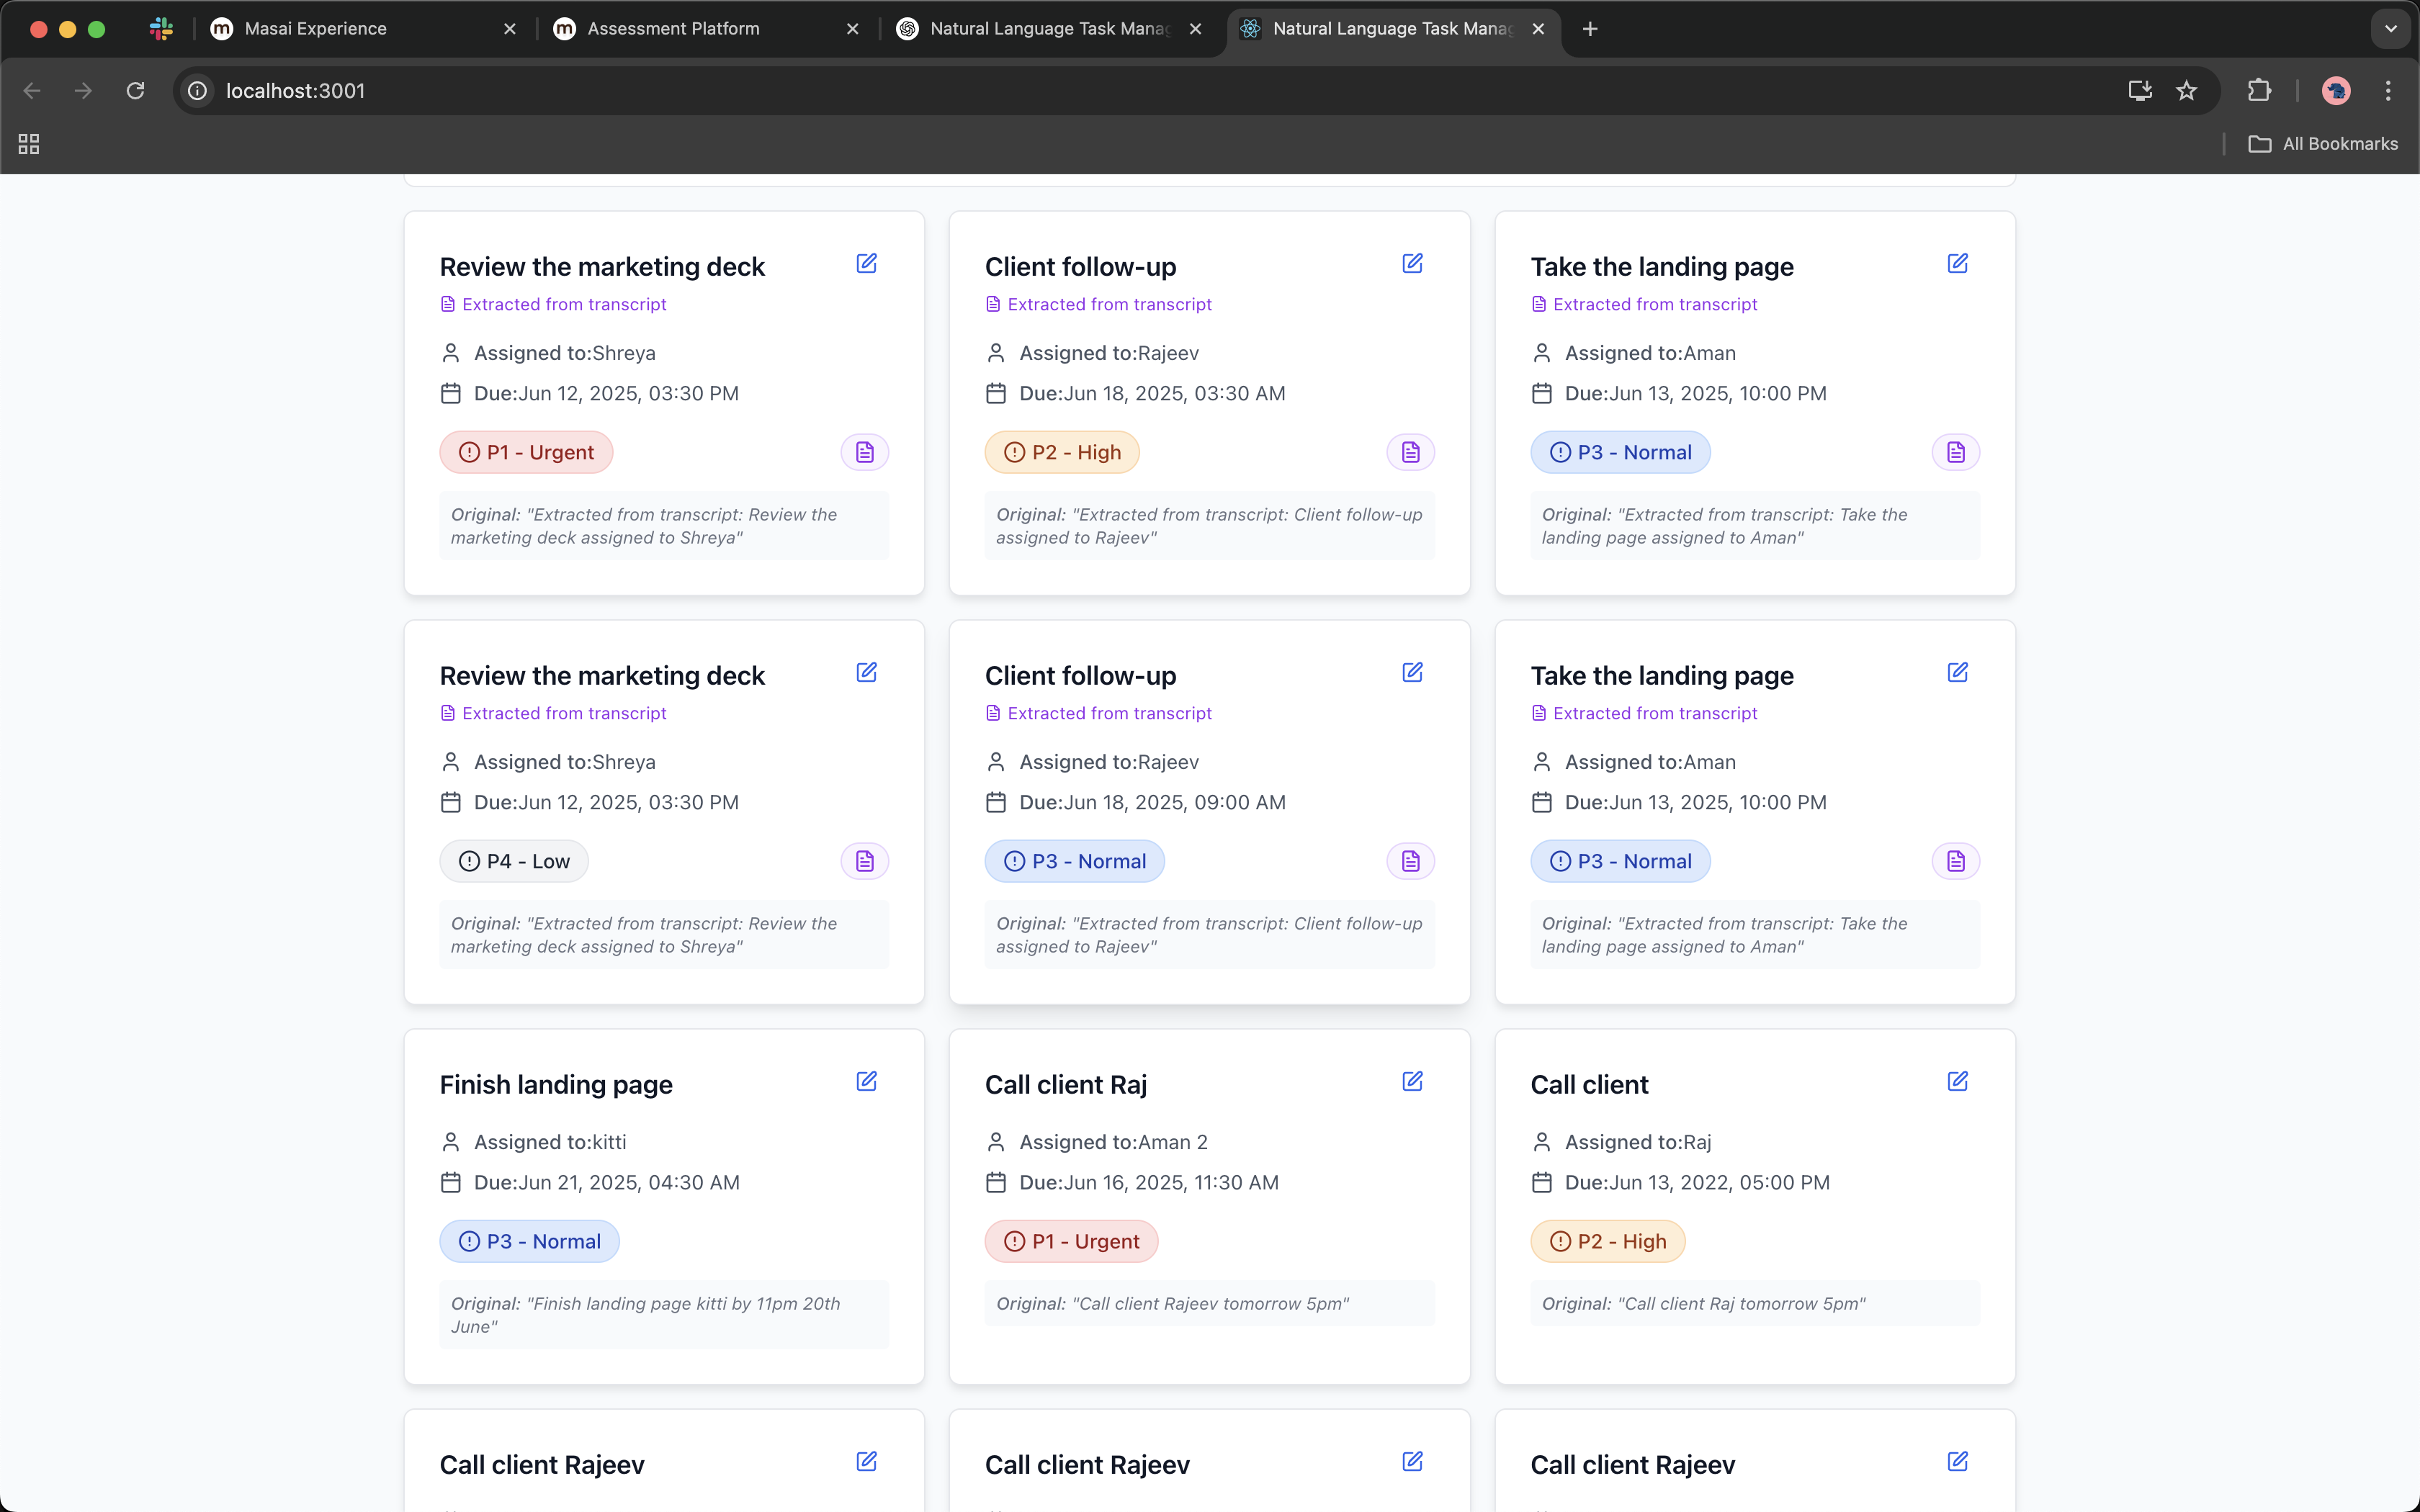 Masai Experience
Assessment Platform
Natural Language Task Mana
Natural Language Task Mana
localhost:3001
All Bookmarks
Review the marketing deck
Extracted from transcript
Assigned to:Shreya
Due:Jun 12, 2025, 03:30 PM
P1 - Urgent
Original: "Extracted from transcript: Review the
marketing deck assigned to Shreya"
Client follow-up
Extracted from transcript
Assigned to:Rajeev
Due:Jun 18, 2025, 03:30 AM
P2 - High
Original: "Extracted from transcript: Client follow-up
assigned to Rajeev"
Take the landing page
Extracted from transcript
Assigned to:Aman
Due:Jun 13, 2025, 10:00 PM
P3 - Normal
Original: "Extracted from transcript: Take the
landing page assigned to Aman"
Review the marketing deck
Extracted from transcript
Assigned to:Shreya
Due:Jun 12, 2025, 03:30 PM
P4 - Low
Original: "Extracted from transcript: Review the
marketing deck assigned to Shreya"
Client follow-up
Extracted from transcript
Assigned to:Rajeev
Due:Jun 18, 2025, 09:00 AM
P3 - Normal
Original: "Extracted from transcript: Client follow-up
assigned to Rajeev"
Take the landing page
Extracted from transcript
Assigned to:Aman
Due:Jun 13, 2025, 10:00 PM
P3 - Normal
Original: "Extracted from transcript: Take the
landing page assigned to Aman"
Finish landing page
Assigned to:kitti
Due:Jun 21, 2025, 04:30 AM
P3 - Normal
Original: "Finish landing page kitti by 11pm 20th
June"
Call client Raj
Assigned to:Aman 2
Due:Jun 16, 2025, 11:30 AM
P1 - Urgent
Original: "Call client Rajeev tomorrow 5pm"
Call client
Assigned to:Raj
Due:Jun 13, 2022, 05:00 PM
P2 - High
Original: "Call client Raj tomorrow 5pm"
Call client Rajeev
Call client Rajeev
Call client Rajeev